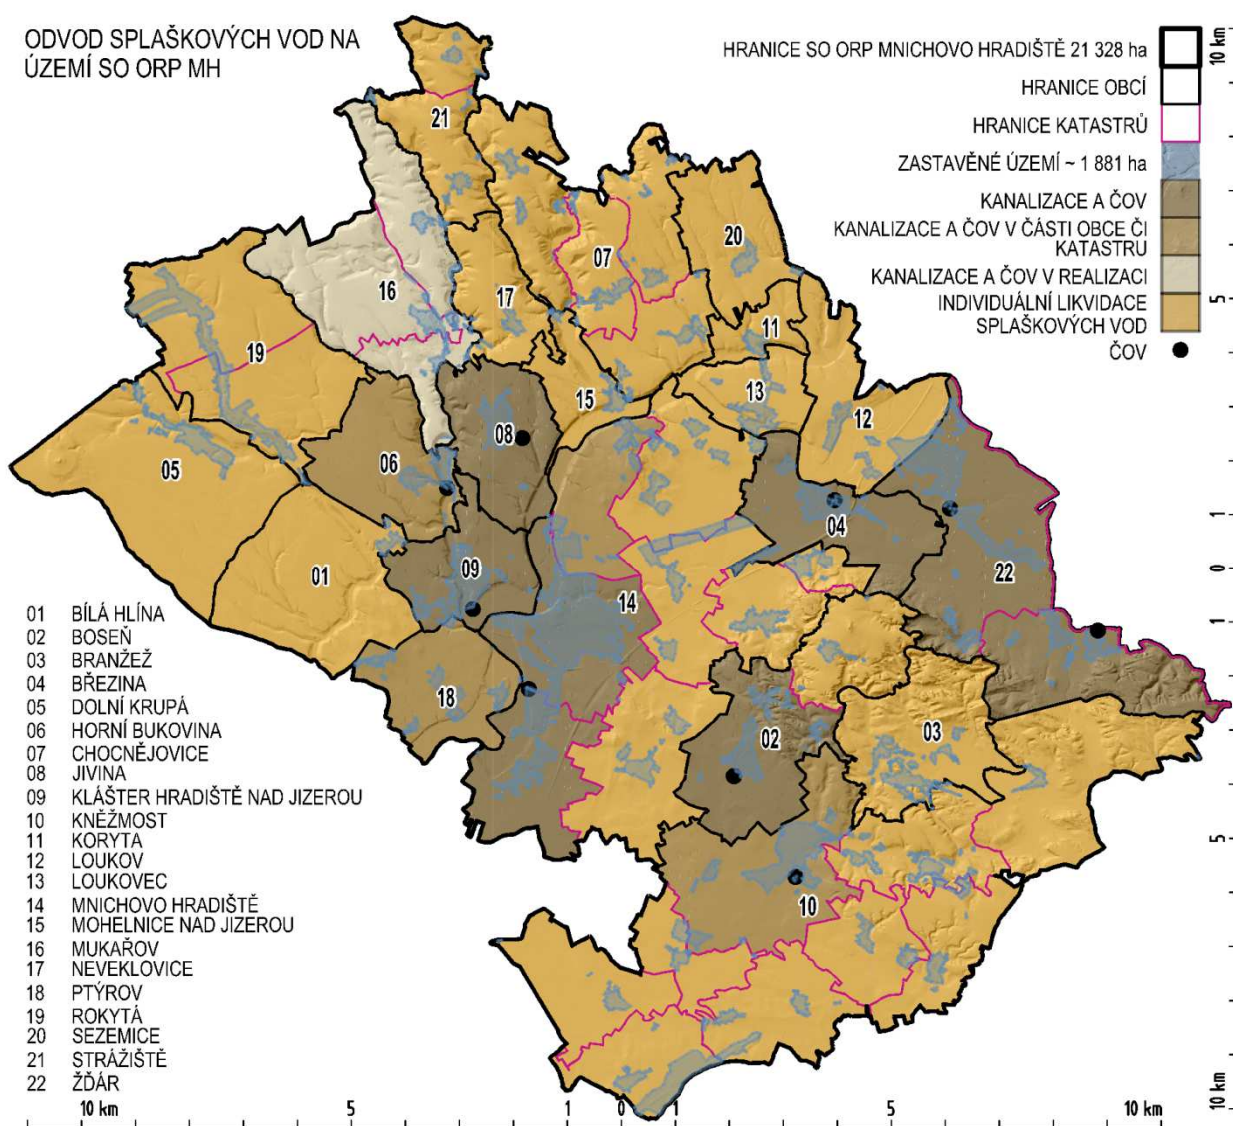 ODVOD SPLAŠKOVÝCH VOD NA
ÚZEMÍ SO ORP MH
HRANICE SO ORP MNICHOVO HRADIŠTĚ 21 328 ha
HRANICE OBCÍ
HRANICE KATASTRŮ
ZASTAVĚNÉ ÚZEMÍ ~ 1 881 ha
KANALIZACE A ČOV
KANALIZACE A ČOV V ČÁSTI OBCE ČI
KATASTRU
KANALIZACE A ČOV V REALIZACI
INDIVIDUÁLNÍ LIKVIDACE
SPLAŠKOVÝCH VOD
ČOV
10 km
5
1
0
1
5
10 km
21
20
07
16
17
11
19
15
13
12
08
06
05
04
09
01
22
14
18
02
03
10
01 BÍLÁ HLÍNA
02 BOSEŇ
03 BRANŽEŽ
04 BŘEZINA
05 DOLNÍ KRUPÁ
06 HORNÍ BUKOVINA
07 CHOCNĚJOVICE
08 JIVINA
09 KLÁŠTER HRADIŠTĚ NAD JIZEROU
10 KNĚŽMOST
11 KORYTA
12 LOUKOV
13 LOUKOVEC
14 MNICHOVO HRADIŠTĚ
15 MOHELNICE NAD JIZEROU
16 MUKAŘOV
17 NEVEKLOVICE
18 PTÝROV
19 ROKYTÁ
20 SEZEMICE
21 STRÁŽIŠTĚ
22 ŽĎÁR
10 km 5 1 0 1 5 10 km